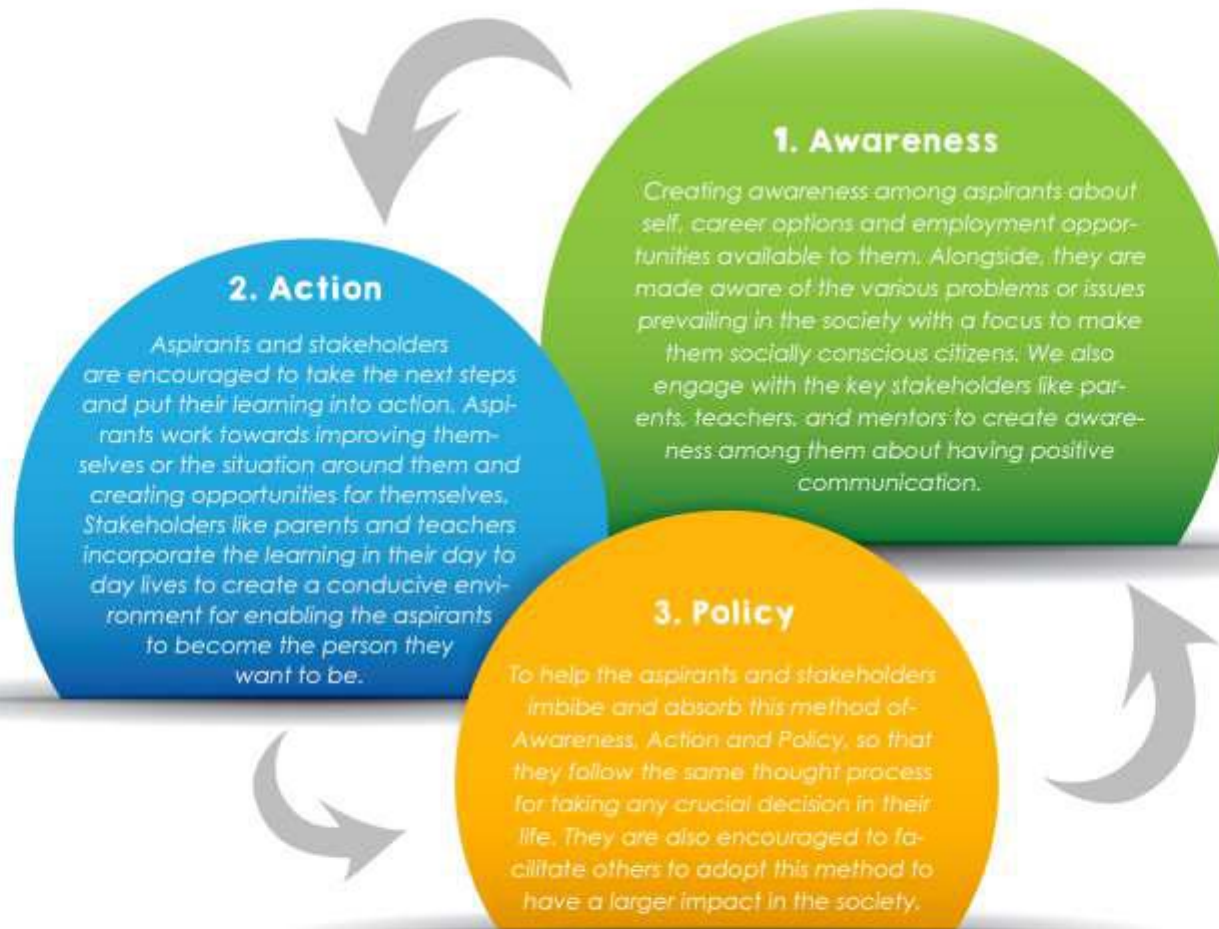 1. Awareness
Creating awareness among aspirants about
self, career options and employment oppor-
tunities available to them. Alongside, they are
made aware of the various problems or issues
prevailing in the society with a focus to make
them socially conscious citizens. We also
engage with the key stakeholders like par-
ents, teachers, and mentors to create aware-
ness among them about having positive
communication.
2. Action
Aspirants and stakeholders
are encouraged to take the next steps
and put their learning into action. Aspi-
rants work towards improving them-
selves or the situation around them and
creating opportunities for themselves.
Stakeholders like parents and teachers
incorporate the learning in their day to
day lives to create a conducive envi-
ronment for enabling the aspirants
to become the person they
want to be.
3. Policy
To help the aspirants and stakeholders
imbibe and absorb this method of-
Awareness, Action and Policy, so that
they follow the same thought process
for taking any crucial decision in their
life. They are also encouraged to fa-
cilitate others to adopt this method to
have a larger impact in the society.